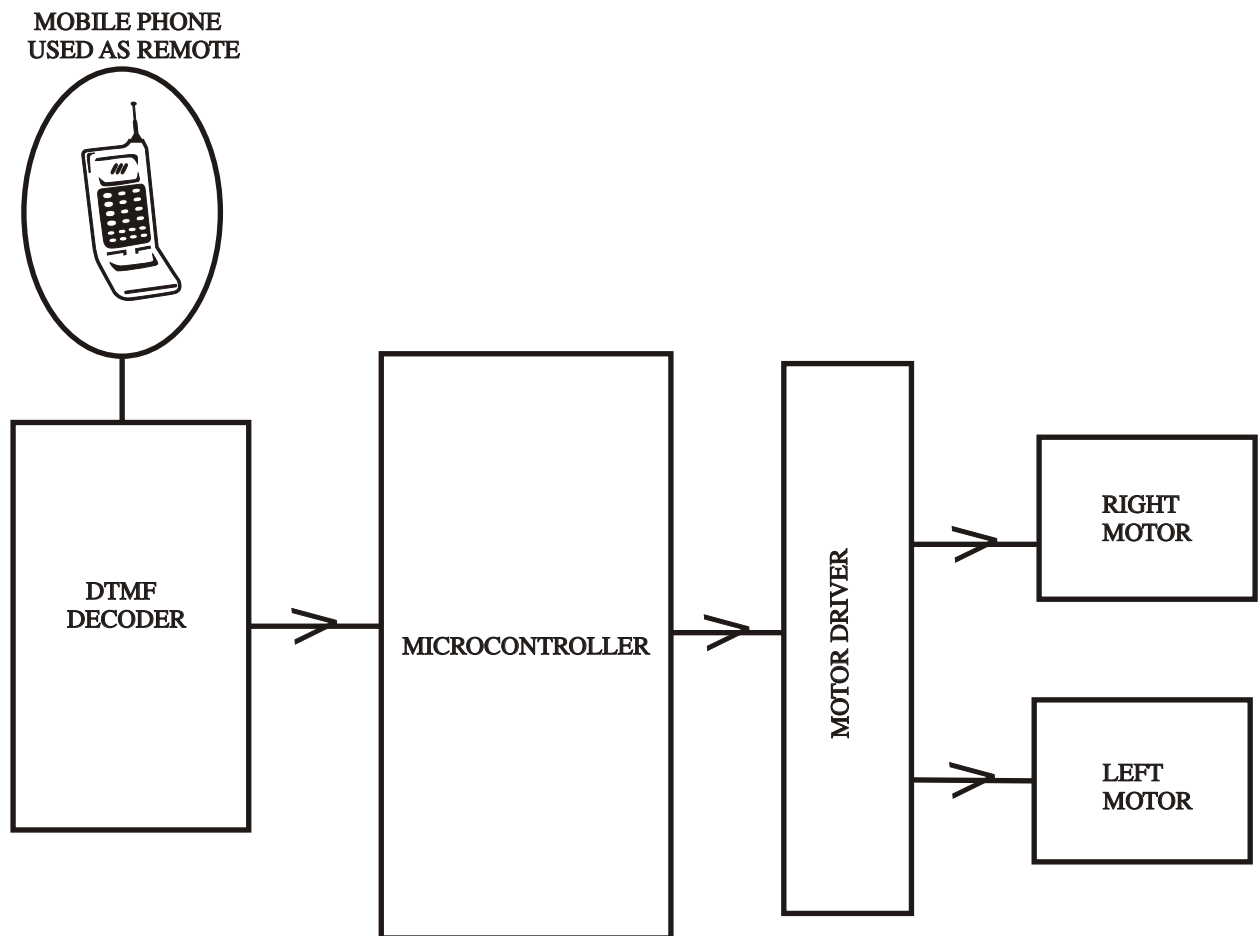 MOBILE PHONE
USED AS REMOTE
DTMF
DECODER
MICROCONTROLLER
MOTOR DRIVER
RIGHT
MOTOR
LEFT
MOTOR